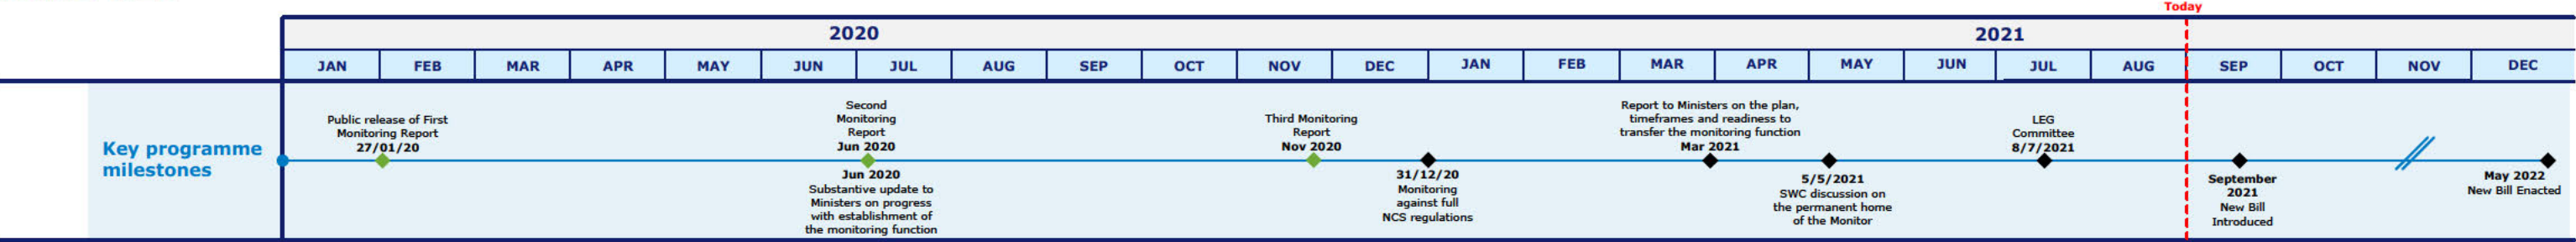 Today
2020
2021
JAN FEB MAR APR MAY JUN JUL AUG SEP OCT NOV DEC JAN FEB MAR APR MAY JUN JUL AUG SEP OCT NOV DEC
Key programme
milestones
Public release of First
Monitoring Report
27/01/20
Second
Monitoring
Report
Jun 2020
Jun 2020
Substantive update to
Ministers on progress
with establishment of
the monitoring function
Third Monitoring
Report
Nov 2020
31/12/20
Monitoring
against full
NCS regulations
Report to Ministers on the plan,
timeframes and readiness to
transfer the monitoring function
Mar 2021
5/5/2021
SWC discussion on
the permanent home
of the Monitor
LEG
Committee
8/7/2021
September
2021
New Bill
Introduced
May 2022
New Bill Enacted